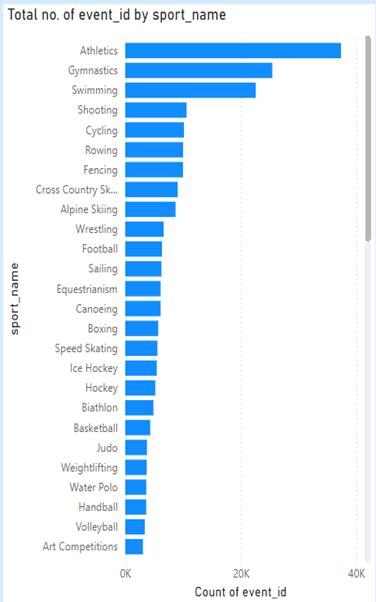 Total no. of event_id by sport_name
Athletics
Gymnastics
Swimming
Shooting
Cycling
Rowing
Fencing
Cross Country Sk...
Alpine Skiing
Wrestling
Football
Sailing
Equestrianism
Canoeing
Boxing
Speed Skating
Ice Hockey
Hockey
Biathlon
Basketball
Judo
Weightlifting
Water Polo
Handball
Volleyball
Art Competitions
sport_name
0K 20K 40K
Count of event_id